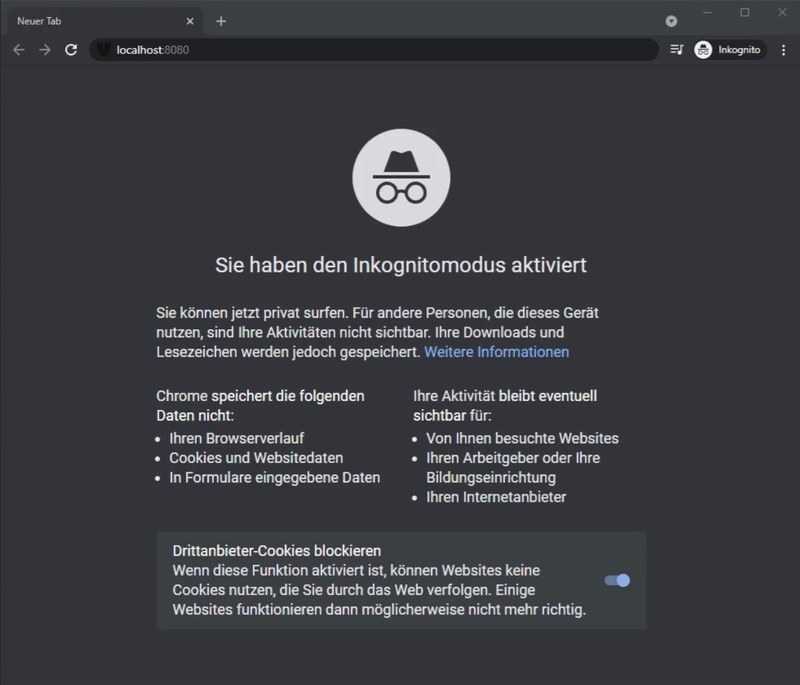 Neuer Tab
localhost:8080
Inkognito
Sie haben den Inkognitomodus aktiviert
Sie können jetzt privat surfen. Für andere Personen, die dieses Gerät
nutzen, sind Ihre Aktivitäten nicht sichtbar. Ihre Downloads und
Lesezeichen werden jedoch gespeichert. Weitere Informationen
Chrome speichert die folgenden
Daten nicht:
Ihren Browserverlauf
Cookies und Websitedaten
In Formulare eingegebene Daten
Ihre Aktivität bleibt eventuell
sichtbar für:
Von Ihnen besuchte Websites
Ihren Arbeitgeber oder Ihre
Bildungseinrichtung
Ihren Internetanbieter
Drittanbieter-Cookies blockieren
Wenn diese Funktion aktiviert ist, können Websites keine
Cookies nutzen, die Sie durch das Web verfolgen. Einige
Websites funktionieren dann möglicherweise nicht mehr richtig.